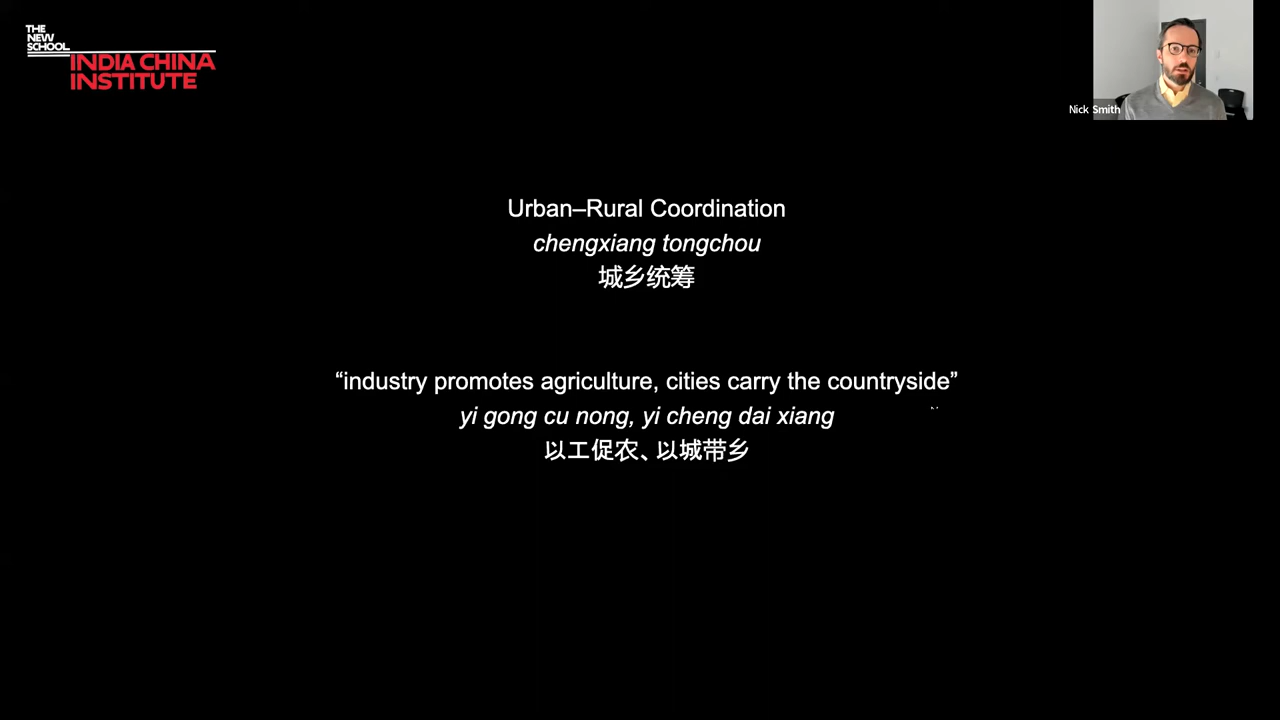 THE
NEW
SCHOOL
INDIA CHINA
INSTITUTE
Nick Smith
Urban–Rural Coordination
chengxiang tongchou
城乡统筹
“industry promotes agriculture, cities carry the countryside”
yi gong cu nong, yi cheng dai xiang
以工促农、以城带乡